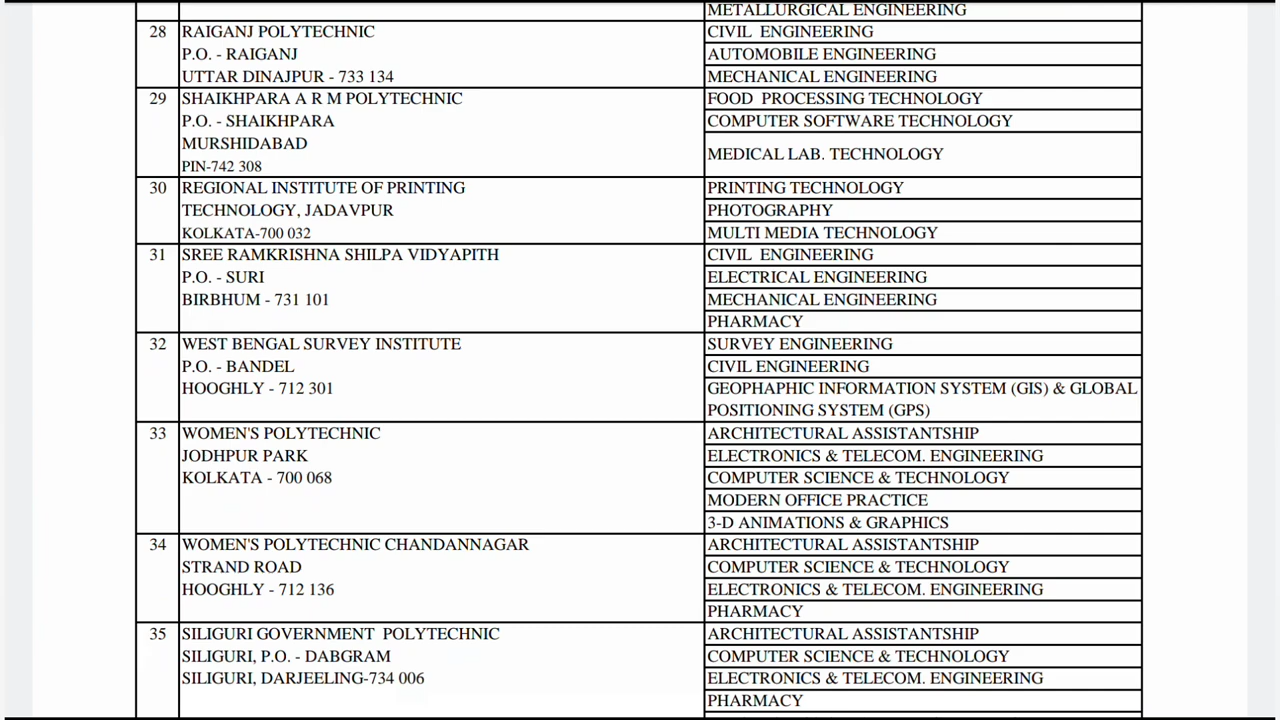 METALLURGICAL ENGINEERING
28 RAIGANJ POLYTECHNIC CIVIL ENGINEERING
P.O. - RAIGANJ AUTOMOBILE ENGINEERING
UTTAR DINAJPUR - 733 134 MECHANICAL ENGINEERING
29 SHAIKHPARA A R M POLYTECHNIC FOOD PROCESSING TECHNOLOGY
P.O. - SHAIKHPARA COMPUTER SOFTWARE TECHNOLOGY
MURSHIDABAD
MEDICAL LAB. TECHNOLOGY
PIN-742 308
30 REGIONAL INSTITUTE OF PRINTING PRINTING TECHNOLOGY
TECHNOLOGY, JADAVPUR PHOTOGRAPHY
KOLKATA-700 032 MULTI MEDIA TECHNOLOGY
31 SREE RAMKRISHNA SHILPA VIDYAPITH CIVIL ENGINEERING
P.O. - SURI ELECTRICAL ENGINEERING
BIRBHUM - 731 101 MECHANICAL ENGINEERING
PHARMACY
32 WEST BENGAL SURVEY INSTITUTE SURVEY ENGINEERING
P.O. - BANDEL CIVIL ENGINEERING
HOOGHLY - 712 301 GEOPHAPHIC INFORMATION SYSTEM (GIS) & GLOBAL
POSITIONING SYSTEM (GPS)
33 WOMEN'S POLYTECHNIC ARCHITECTURAL ASSISTANTSHIP
JODHPUR PARK ELECTRONICS & TELECOM. ENGINEERING
KOLKATA - 700 068 COMPUTER SCIENCE & TECHNOLOGY
MODERN OFFICE PRACTICE
3-D ANIMATIONS & GRAPHICS
34 WOMEN'S POLYTECHNIC CHANDANNAGAR ARCHITECTURAL ASSISTANTSHIP
STRAND ROAD COMPUTER SCIENCE & TECHNOLOGY
HOOGHLY - 712 136 ELECTRONICS & TELECOM. ENGINEERING
PHARMACY
35 SILIGURI GOVERNMENT POLYTECHNIC ARCHITECTURAL ASSISTANTSHIP
SILIGURI, P.O. - DABGRAM COMPUTER SCIENCE & TECHNOLOGY
SILIGURI, DARJEELING-734 006 ELECTRONICS & TELECOM. ENGINEERING
PHARMACY